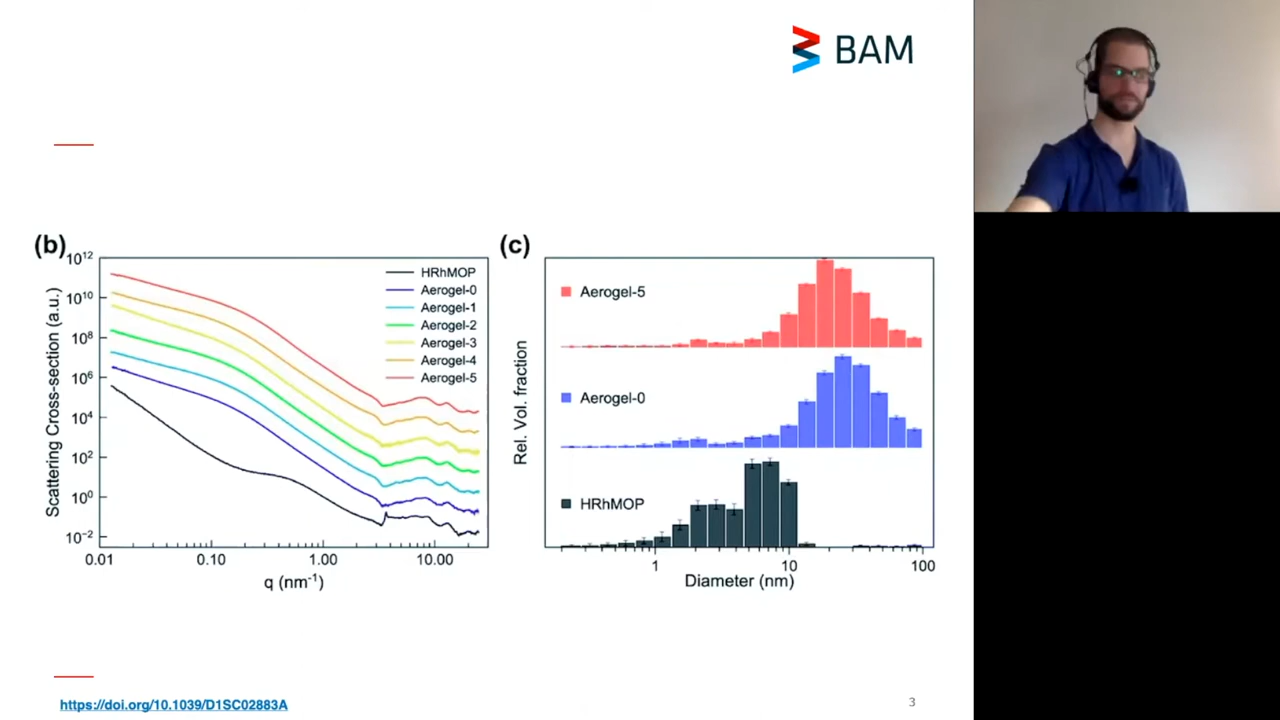 BAM
(b)
10^12
10^10
10^8
10^6
10^4
10^2
10^0
10^-2
Scattering Cross-section (a.u.)
0.01 0.10 1.00 10.00
q (nm^-1)
HRhMOP
Aerogel-0
Aerogel-1
Aerogel-2
Aerogel-3
Aerogel-4
Aerogel-5
(c)
Rel. Vol. fraction
Aerogel-5
Aerogel-0
HRhMOP
1 10 100
Diameter (nm)
https://doi.org/10.1039/D1SC02883A
3